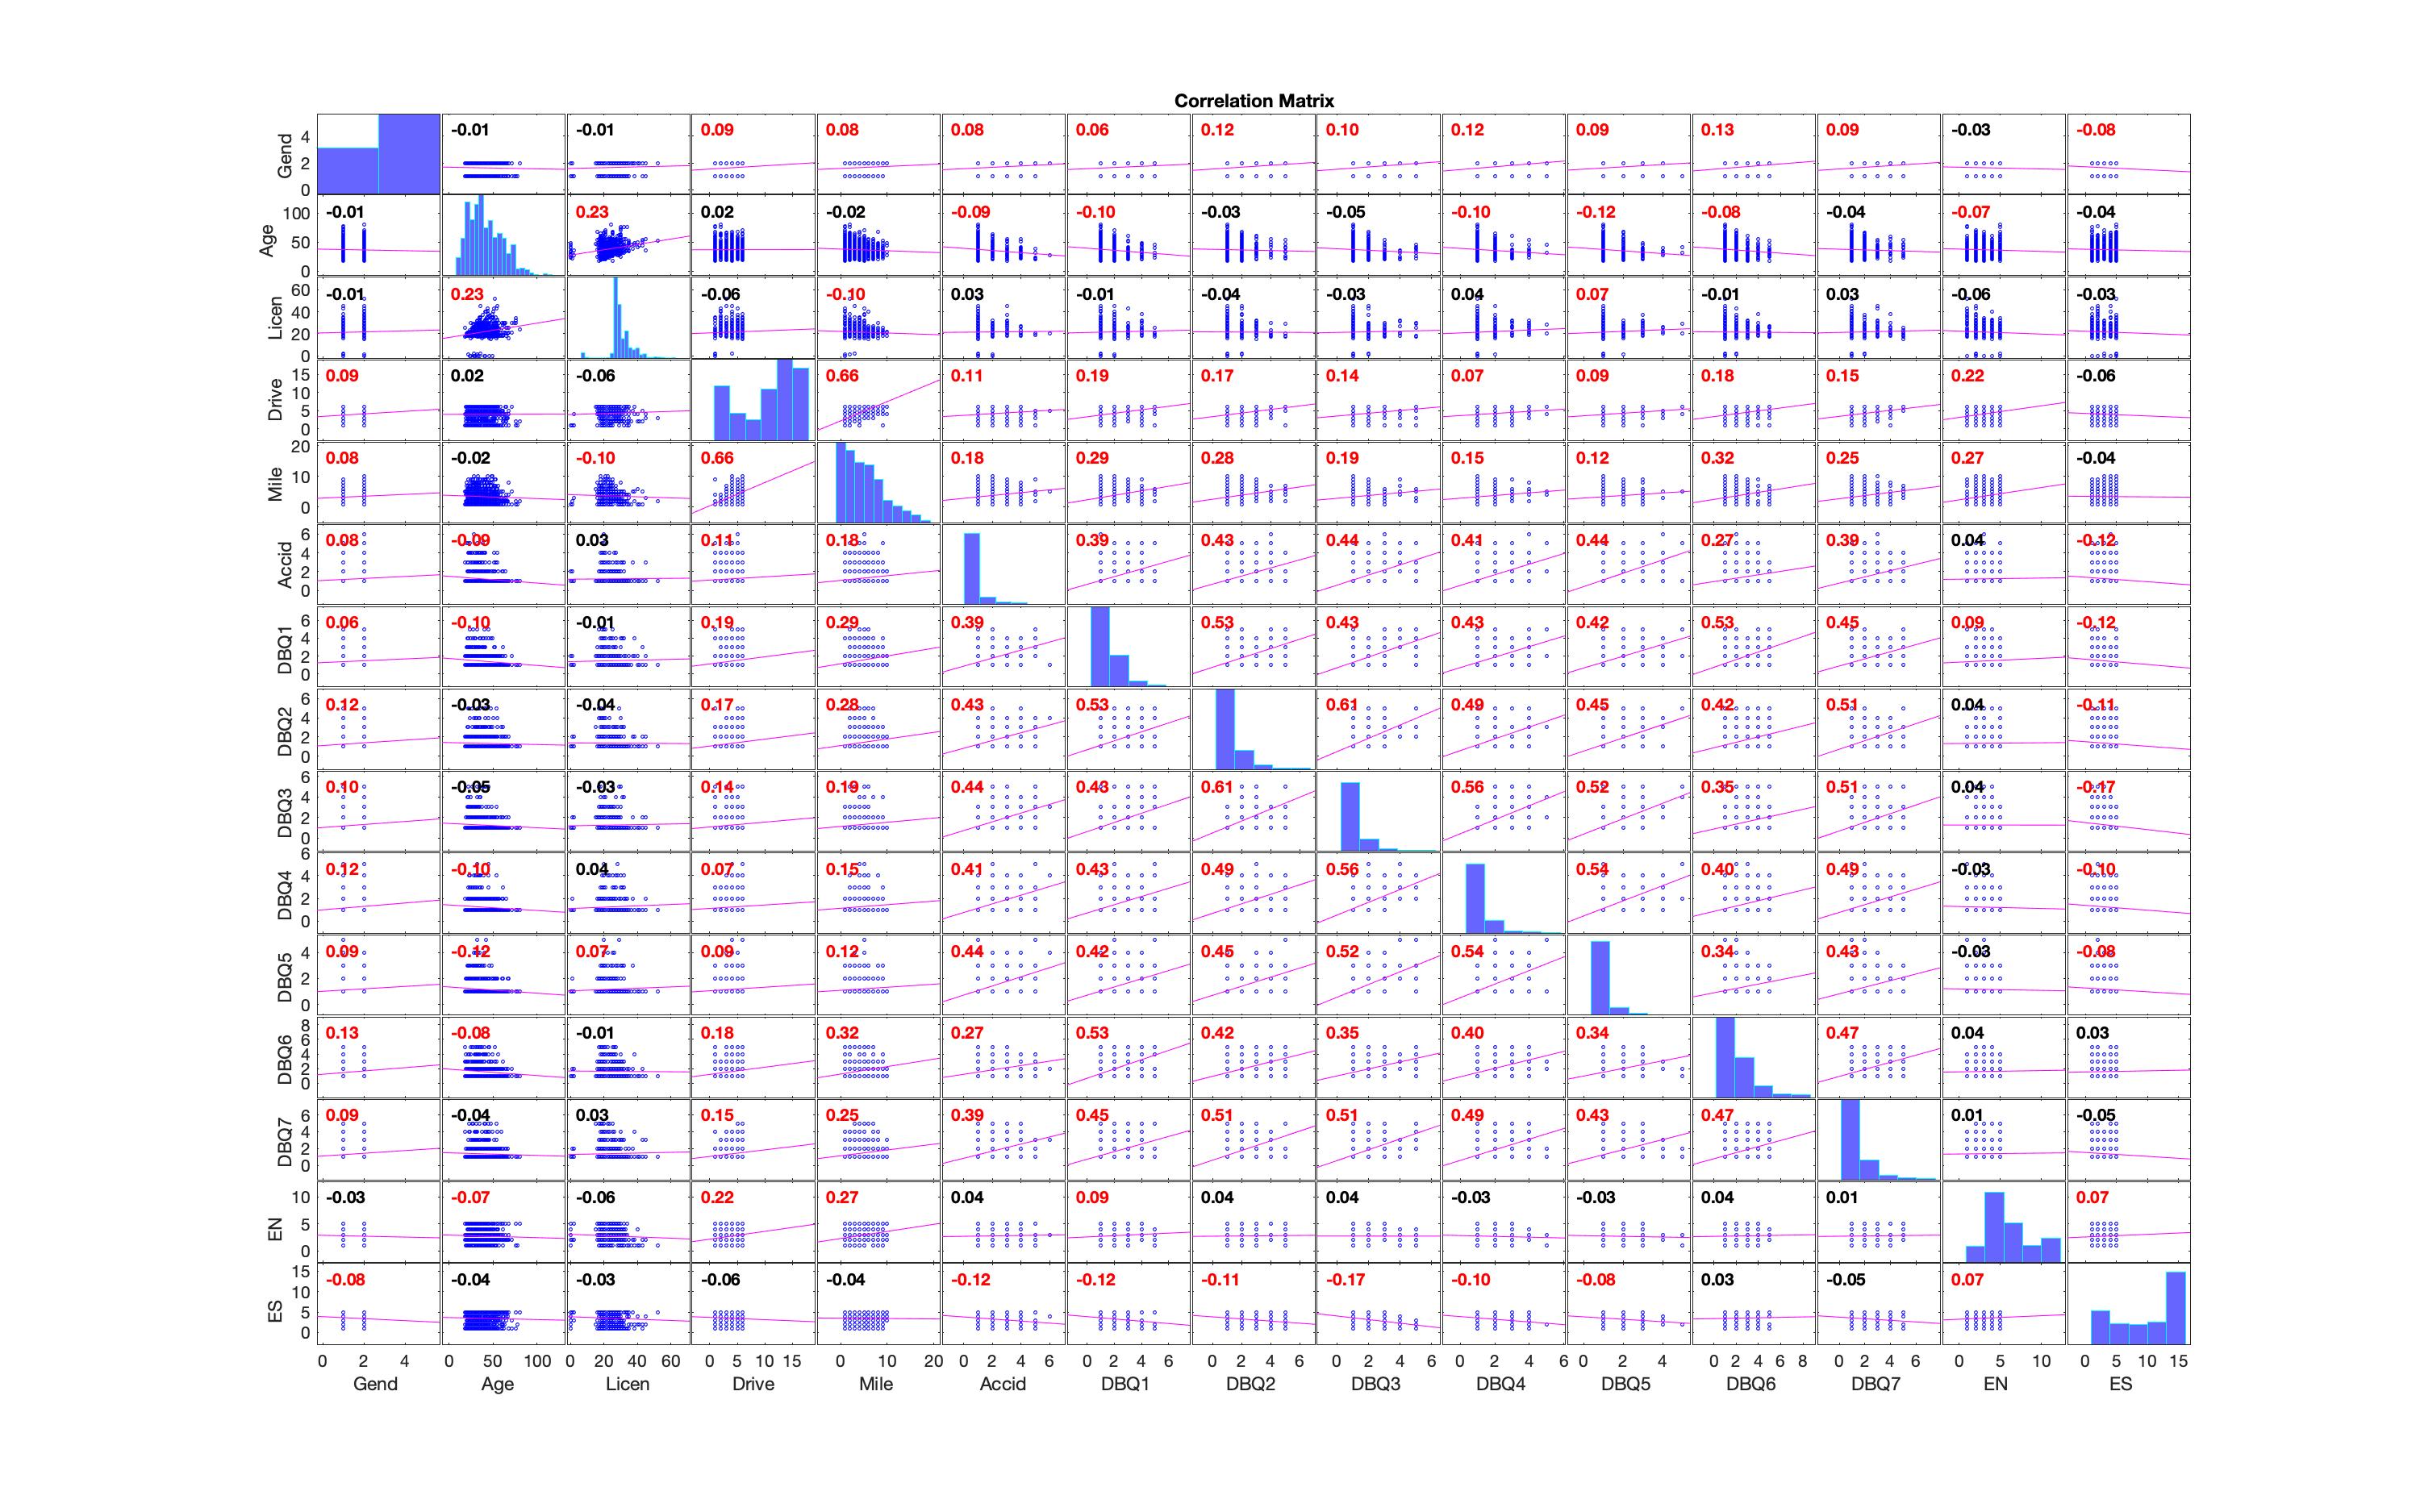 Correlation Matrix
Gend 4 2 0 -0.01 -0.01 0.09 0.08 0.08 0.06 0.12 0.10 0.12 0.09 0.13 0.09 -0.03 -0.08
Age 100 50 0 -0.01 0.23 0.02 -0.02 -0.09 -0.10 -0.03 -0.05 -0.10 -0.12 -0.08 -0.04 -0.07 -0.04
Licen 60 40 20 0 -0.01 0.23 -0.06 -0.10 0.03 -0.01 -0.04 -0.03 0.04 0.07 -0.01 0.03 -0.06 -0.03
Drive 15 10 5 0 0.09 0.02 -0.06 0.66 0.11 0.19 0.17 0.14 0.07 0.09 0.18 0.15 0.22 -0.06
Mile 20 10 0 0.08 -0.02 -0.10 0.66 0.18 0.29 0.28 0.19 0.15 0.12 0.32 0.25 0.27 -0.04
Accid 6 4 2 0 0.08 -0.09 0.03 0.11 0.18 0.39 0.43 0.44 0.41 0.44 0.27 0.39 0.04 -0.12
DBQ1 6 4 2 0 0.06 -0.10 -0.01 0.19 0.29 0.39 0.53 0.43 0.43 0.42 0.53 0.45 0.09 -0.12
DBQ2 6 4 2 0 0.12 -0.03 -0.04 0.17 0.28 0.43 0.53 0.61 0.49 0.45 0.42 0.51 0.04 -0.11
DBQ3 6 4 2 0 0.10 -0.05 -0.03 0.14 0.19 0.44 0.43 0.61 0.56 0.52 0.35 0.51 0.04 -0.17
DBQ4 6 4 2 0 0.12 -0.10 0.04 0.07 0.15 0.41 0.43 0.49 0.56 0.54 0.40 0.49 -0.03 -0.10
DBQ5 4 2 0 0.09 -0.12 0.07 0.09 0.12 0.44 0.42 0.45 0.52 0.54 0.34 0.43 -0.03 -0.08
DBQ6 8 6 4 2 0 0.13 -0.08 -0.01 0.18 0.32 0.27 0.53 0.42 0.35 0.40 0.34 0.47 0.04 0.03
DBQ7 6 4 2 0 0.09 -0.04 0.03 0.15 0.25 0.39 0.45 0.51 0.51 0.49 0.43 0.47 0.01 -0.05
EN 10 5 0 -0.03 -0.07 -0.06 0.22 0.27 0.04 0.09 0.04 0.04 -0.03 -0.03 0.04 0.01 0.07
ES 15 10 5 0 -0.08 -0.04 -0.03 -0.06 -0.04 -0.12 -0.12 -0.11 -0.17 -0.10 -0.08 0.03 -0.05 0.07
0 2 4 0 50 100 0 20 40 60 0 5 10 15 0 10 20 0 2 4 6 0 2 4 6 0 2 4 6 0 2 4 6 0 2 4 6 0 2 4 0 2 4 6 8 0 2 4 6 0 5 10 0 5 10 15
Gend Age Licen Drive Mile Accid DBQ1 DBQ2 DBQ3 DBQ4 DBQ5 DBQ6 DBQ7 EN ES